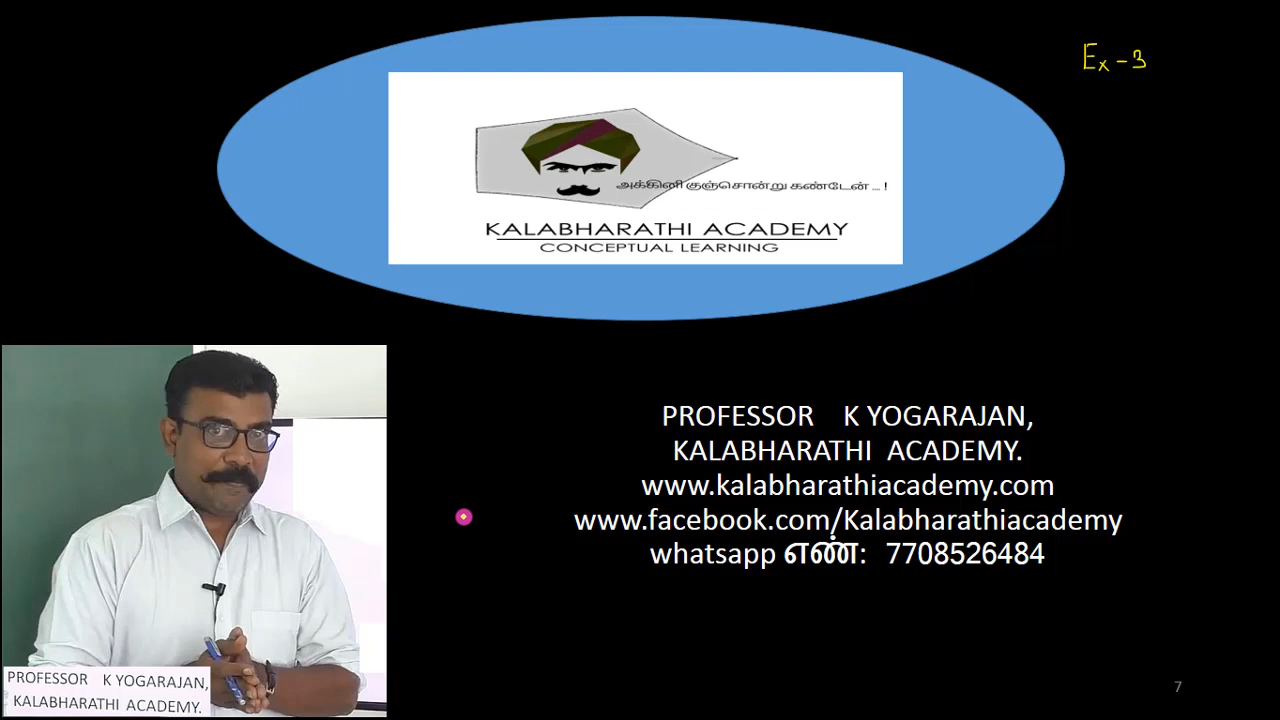 Ex - 3
அக்கினி குஞ்சொன்று கண்டேன் ... !
KALABHARATHI ACADEMY
CONCEPTUAL LEARNING
PROFESSOR K YOGARAJAN,
KALABHARATHI ACADEMY.
www.kalabharathiacademy.com
www.facebook.com/Kalabharathiacademy
whatsapp எண்: 7708526484
PROFESSOR K YOGARAJAN,
KALABHARATHI ACADEMY.
7